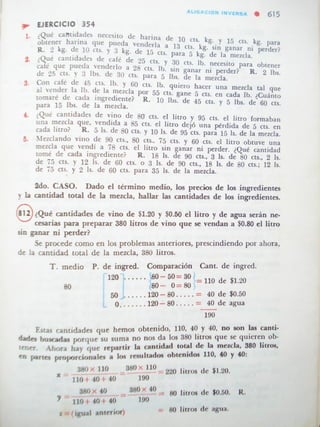 ALIGACION INVERSA • 615
EJERCICIO 354
1. ¿Qué cantidades necesito de harina de 10 cts. kg. y 15 cts. kg. para
obtener harina que pueda venderla a 13 cts. kg. sin ganar ni perder?
R. 2 kg. de 10 cts. y 3 kg. de 15 cts. para 5 kg. de la mezcla.
2. ¿Qué cantidades de café de 25 cts. y 30 cts. lb. necesito para obtener
café que pueda venderlo a 28 cts. lb. sin ganar ni perder? R. 2 lbs.
de 25 cts. y 3 lbs. de 30 cts. para 5 lbs. de la mezcla.
3. Con café de 45 cts. lb. y 60 cts. lb. quiero hacer una mezcla tal que
al vender la lb. de la mezcla por 55 cts. gane 5 cts. en cada lb. ¿Cuánto
tomaré de cada ingrediente? R. 10 lbs. de 45 cts. y 5 lbs. de 60 cts.
para 15 lbs. de la mezcla.
4. ¿Qué cantidades de vino de 80 cts. el litro y 95 cts. el litro formaban
una mezcla que, vendida a 85 cts. el litro dejó una pérdida de 5 cts. en
cada litro? R. 5 ls. de 80 cts. y 10 ls. de 95 cts. para 15 ls. de la mezcla.
5. Mezclando vino de 90 cts., 80 cts., 75 cts. y 60 cts. el litro obtuve una
mezcla que vendí a 78 cts. el litro sin ganar ni perder. ¿Qué cantidad
tomé de cada ingrediente? R. 18 ls. de 90 cts., 3 ls. de 80 cts., 2 ls.
de 75 cts. y 12 ls. de 60 cts. o 3 ls. de 90 cts., 18 ls. de 80 cts.; 12 ls.
de 75 cts. y 2 ls. de 60 cts. para 35 ls. de la mezcla.
2do. CASO. Dado el término medio, los precios de los ingredientes
y la cantidad total de la mezcla, hallar las cantidades de los ingredientes.
812 ¿Qué cantidades de vino de $1.20 y $0.50 el litro y de agua serán ne-
cesarias para preparar 380 litros de vino que se vendan a $0.80 el litro
sin ganar ni perder?
Se procede como en los problemas anteriores, prescindiendo por ahora,
de la cantidad total de la mezcla, 380 litros.
T. medio P. de ingred. Comparación Cant. de ingred.
120 ...... 80 − 50 = 30
80 80 − 0 = 80 = 110 de $1.20
50 ...... 120 − 80 ..... = 40 de $0.50
0 ...... 120 − 80 ..... = 40 de agua
190
Estas cantidades que hemos obtenido, 110, 40 y 40, no son las canti-
dades buscadas porque su suma no nos da los 380 litros que se quieren ob-
tener. Ahora hay que repartir la cantidad total de la mezcla, 380 litros,
en partes proporcionales a los resultados obtenidos 110, 40 y 40:
x = 380 × 110 / 110 + 40 + 40 = 380 × 110 / 190 = 220 litros de $1.20.
y = 380 × 40 / 110 + 40 + 40 = 380 × 40 / 190 = 80 litros de $0.50. R.
z = (igual anterior) = 80 litros de agua.